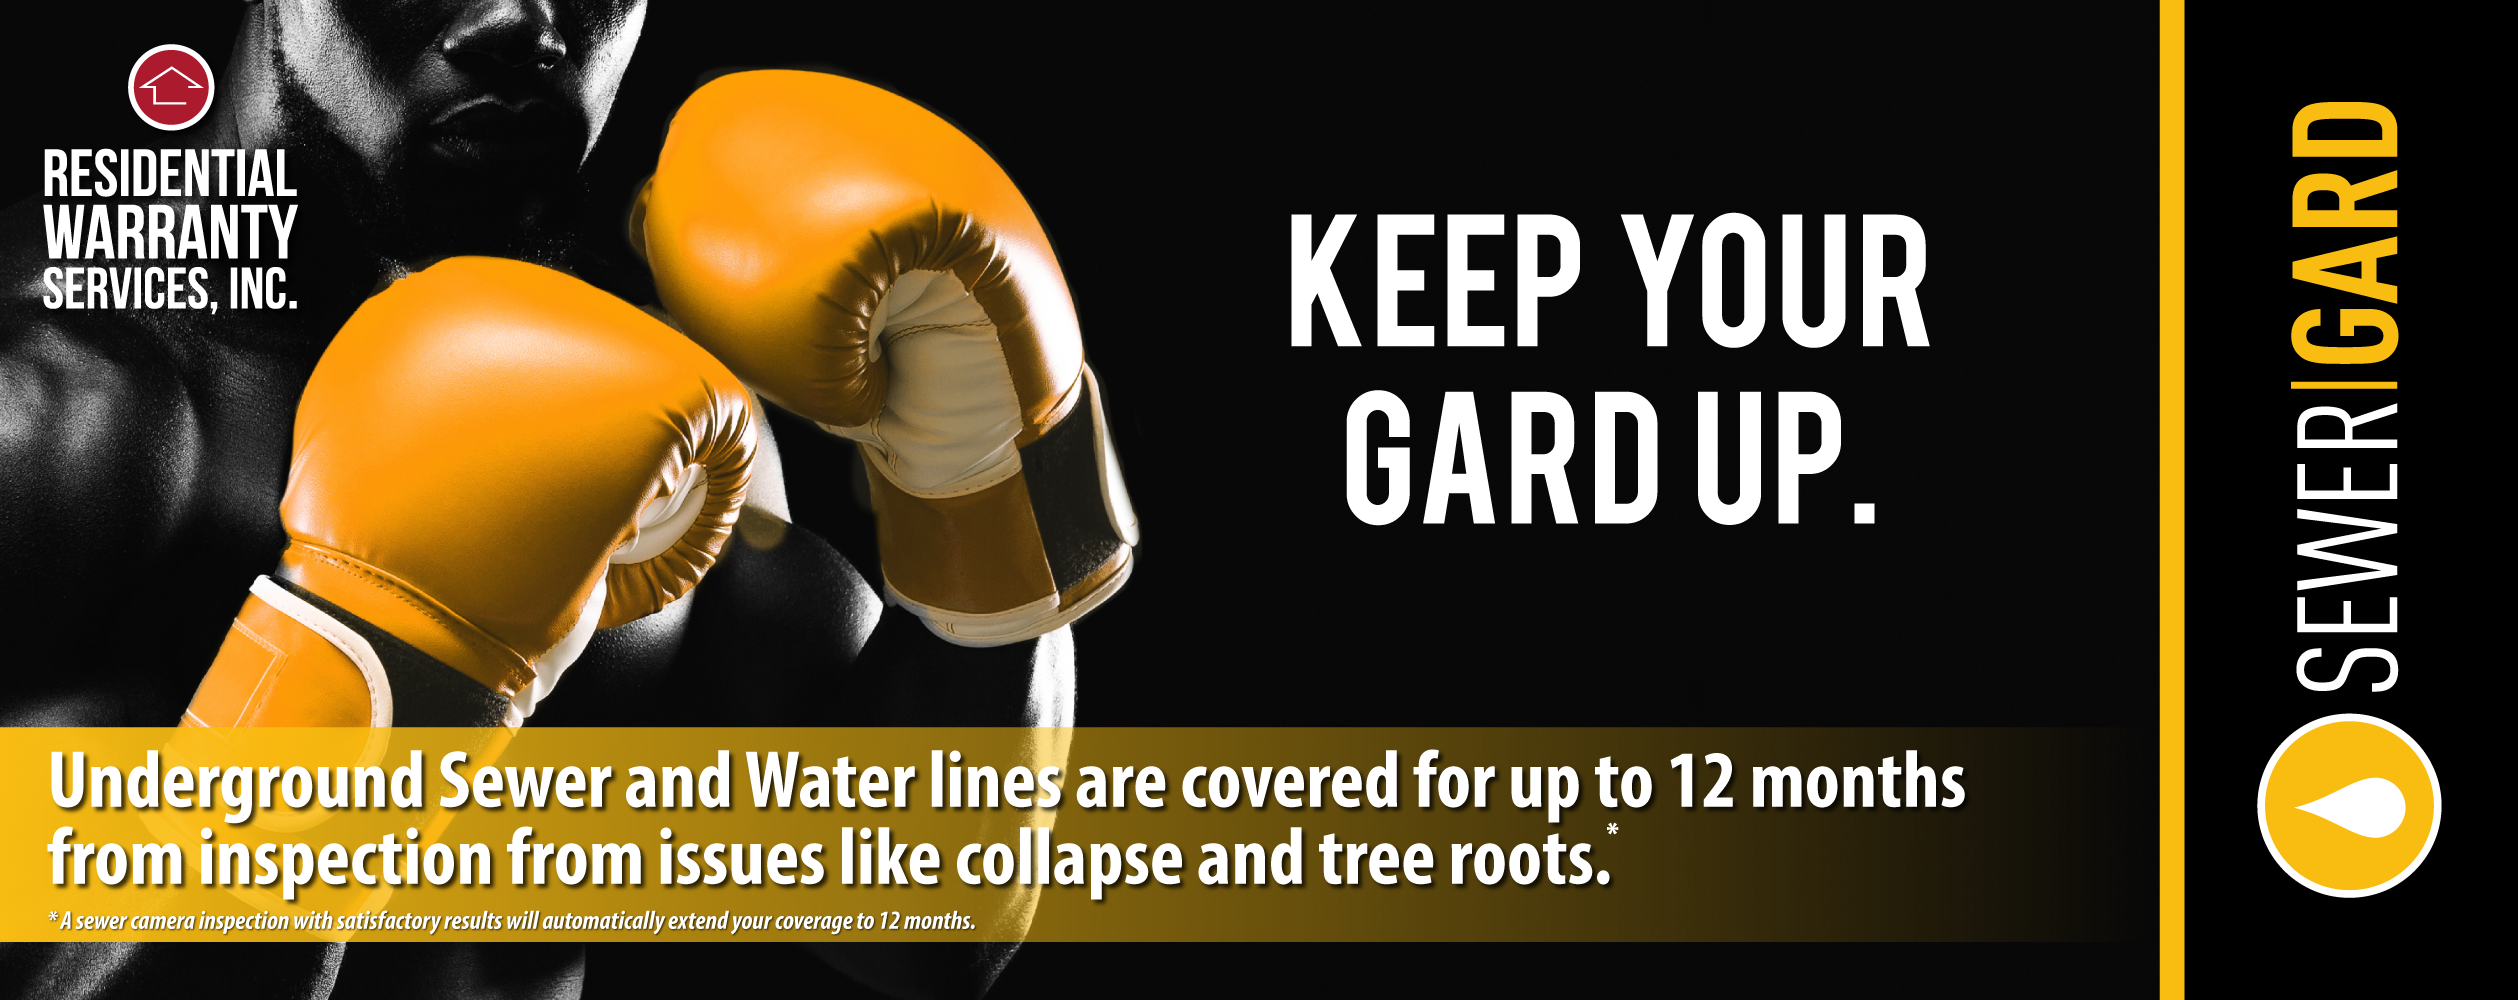 RESIDENTIAL
WARRANTY
SERVICES, INC.
KEEP YOUR
GARD UP.
Underground Sewer and Water lines are covered for up to 12 months
from inspection from issues like collapse and tree roots.*
* A sewer camera inspection with satisfactory results will automatically extend your coverage to 12 months.
SEWER|GARD